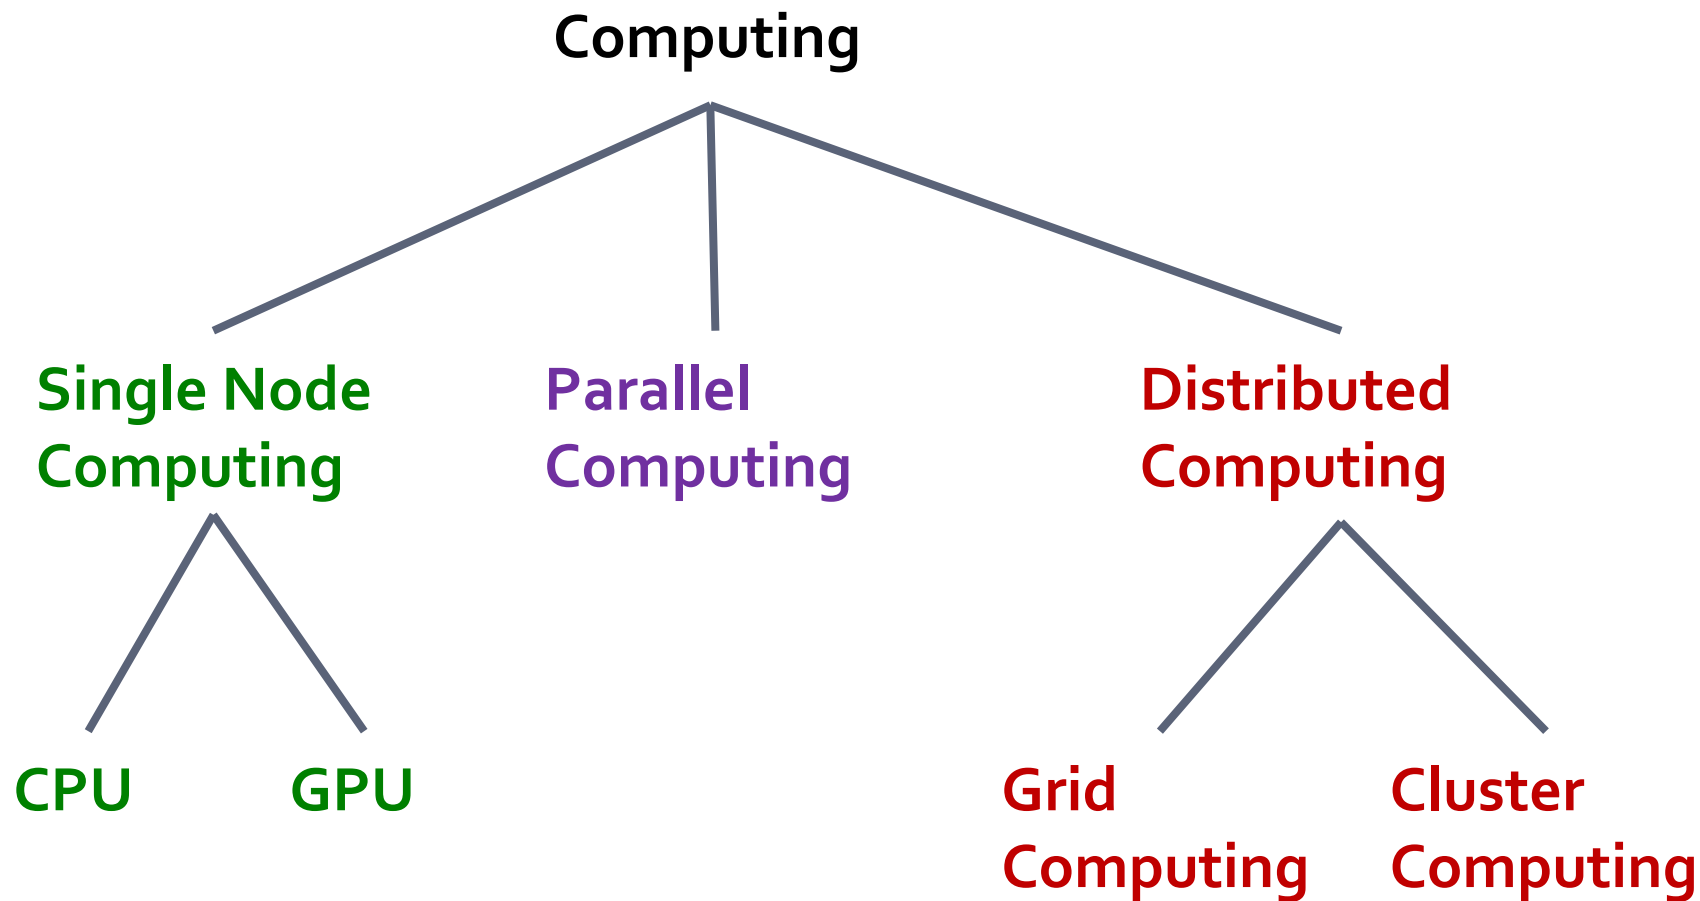 Computing
Single Node
Computing
Parallel
Computing
Distributed
Computing
CPU
GPU
Grid
Computing
Cluster
Computing